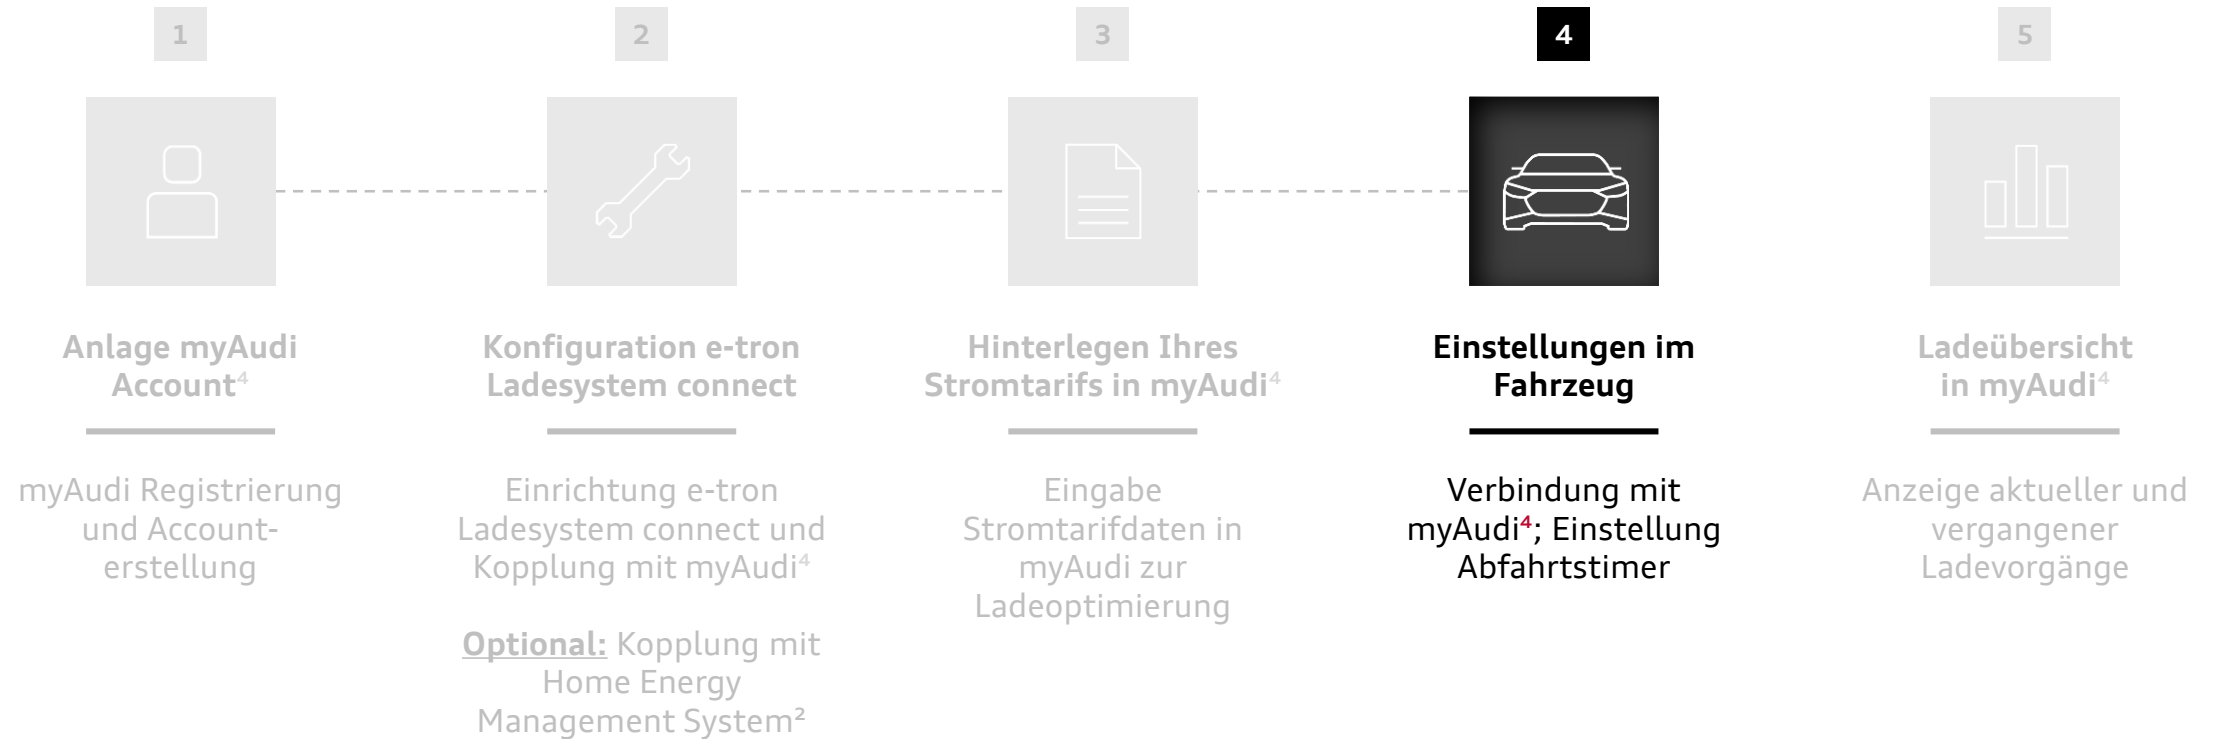 1
2
3
4
5
Anlage myAudi
Account⁴
myAudi Registrierung
und Account-
erstellung
Konfiguration e-tron
Ladesystem connect
Einrichtung e-tron
Ladesystem connect und
Kopplung mit myAudi⁴
Optional: Kopplung mit
Home Energy
Management System²
Hinterlegen Ihres
Stromtarifs in myAudi⁴
Eingabe
Stromtarifdaten in
myAudi zur
Ladeoptimierung
Einstellungen im
Fahrzeug
Verbindung mit
myAudi⁴; Einstellung
Abfahrtstimer
Ladeübersicht
in myAudi⁴
Anzeige aktueller und
vergangener
Ladevorgänge